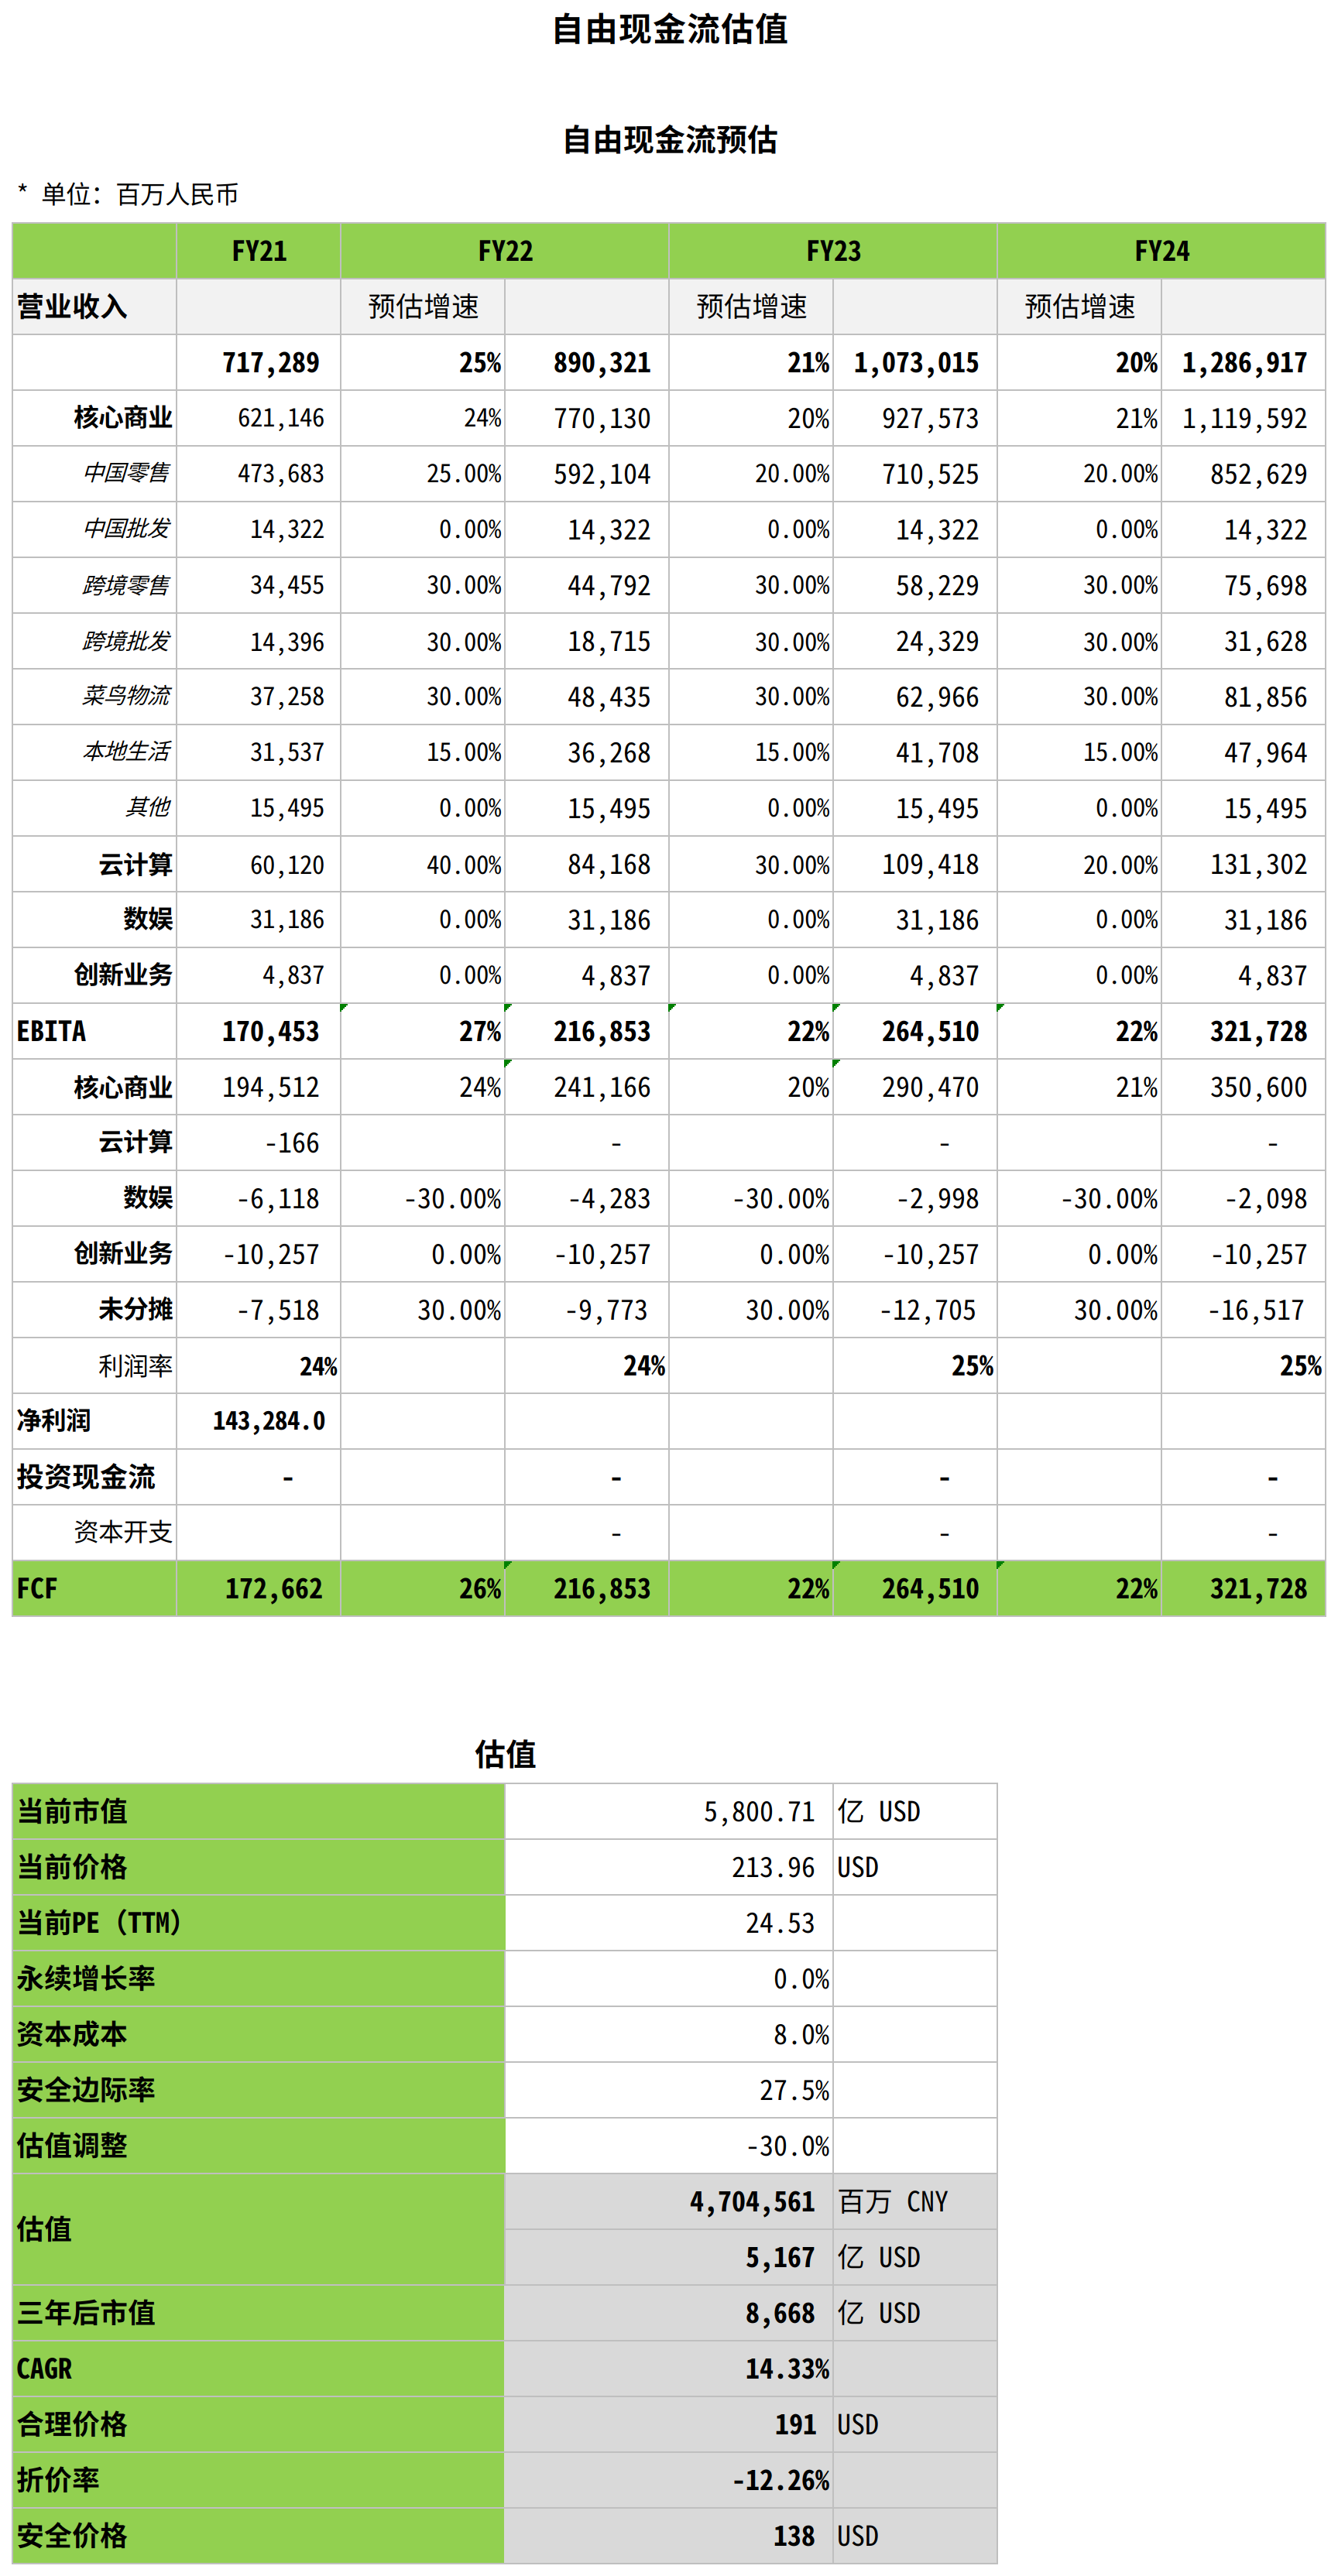 自由现金流估值
自由现金流预估
* 单位：百万人民币
FY21 FY22 FY23 FY24
营业收入 预估增速 预估增速 预估增速
717,289 25% 890,321 21% 1,073,015 20% 1,286,917
核心商业 621,146 24% 770,130 20% 927,573 21% 1,119,592
中国零售 473,683 25.00% 592,104 20.00% 710,525 20.00% 852,629
中国批发 14,322 0.00% 14,322 0.00% 14,322 0.00% 14,322
跨境零售 34,455 30.00% 44,792 30.00% 58,229 30.00% 75,698
跨境批发 14,396 30.00% 18,715 30.00% 24,329 30.00% 31,628
菜鸟物流 37,258 30.00% 48,435 30.00% 62,966 30.00% 81,856
本地生活 31,537 15.00% 36,268 15.00% 41,708 15.00% 47,964
其他 15,495 0.00% 15,495 0.00% 15,495 0.00% 15,495
云计算 60,120 40.00% 84,168 30.00% 109,418 20.00% 131,302
数娱 31,186 0.00% 31,186 0.00% 31,186 0.00% 31,186
创新业务 4,837 0.00% 4,837 0.00% 4,837 0.00% 4,837
EBITA 170,453 27% 216,853 22% 264,510 22% 321,728
核心商业 194,512 24% 241,166 20% 290,470 21% 350,600
云计算 -166 - - -
数娱 -6,118 -30.00% -4,283 -30.00% -2,998 -30.00% -2,098
创新业务 -10,257 0.00% -10,257 0.00% -10,257 0.00% -10,257
未分摊 -7,518 30.00% -9,773 30.00% -12,705 30.00% -16,517
利润率 24% 24% 25% 25%
净利润 143,284.0
投资现金流 - - - -
资本开支 - - -
FCF 172,662 26% 216,853 22% 264,510 22% 321,728
估值
当前市值 5,800.71 亿 USD
当前价格 213.96 USD
当前PE（TTM） 24.53
永续增长率 0.0%
资本成本 8.0%
安全边际率 27.5%
估值调整 -30.0%
估值 4,704,561 百万 CNY
5,167 亿 USD
三年后市值 8,668 亿 USD
CAGR 14.33%
合理价格 191 USD
折价率 -12.26%
安全价格 138 USD